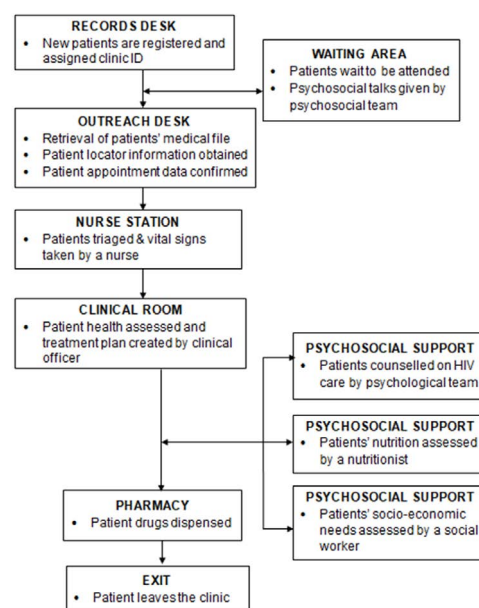 RECORDS DESK
• New patients are registered and
assigned clinic ID
WAITING AREA
• Patients wait to be attended
• Psychosocial talks given by
psychosocial team
OUTREACH DESK
• Retrieval of patients' medical file
• Patient locator information obtained
• Patient appointment data confirmed
NURSE STATION
• Patients triaged & vital signs
taken by a nurse
CLINICAL ROOM
• Patient health assessed and
treatment plan created by clinical
officer
PSYCHOSOCIAL SUPPORT
• Patients counselled on HIV
care by psychological team
PSYCHOSOCIAL SUPPORT
• Patients' nutrition assessed
by a nutritionist
PSYCHOSOCIAL SUPPORT
• Patients' socio-economic
needs assessed by a social
worker
PHARMACY
• Patient drugs dispensed
EXIT
• Patient leaves the clinic